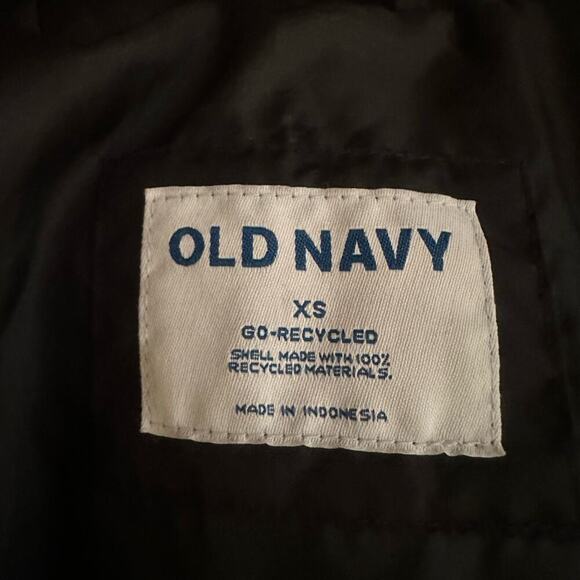 OLD NAVY
XS
GO-RECYCLED
SHELL MADE WITH 100%
RECYCLED MATERIALS.
MADE IN INDONESIA